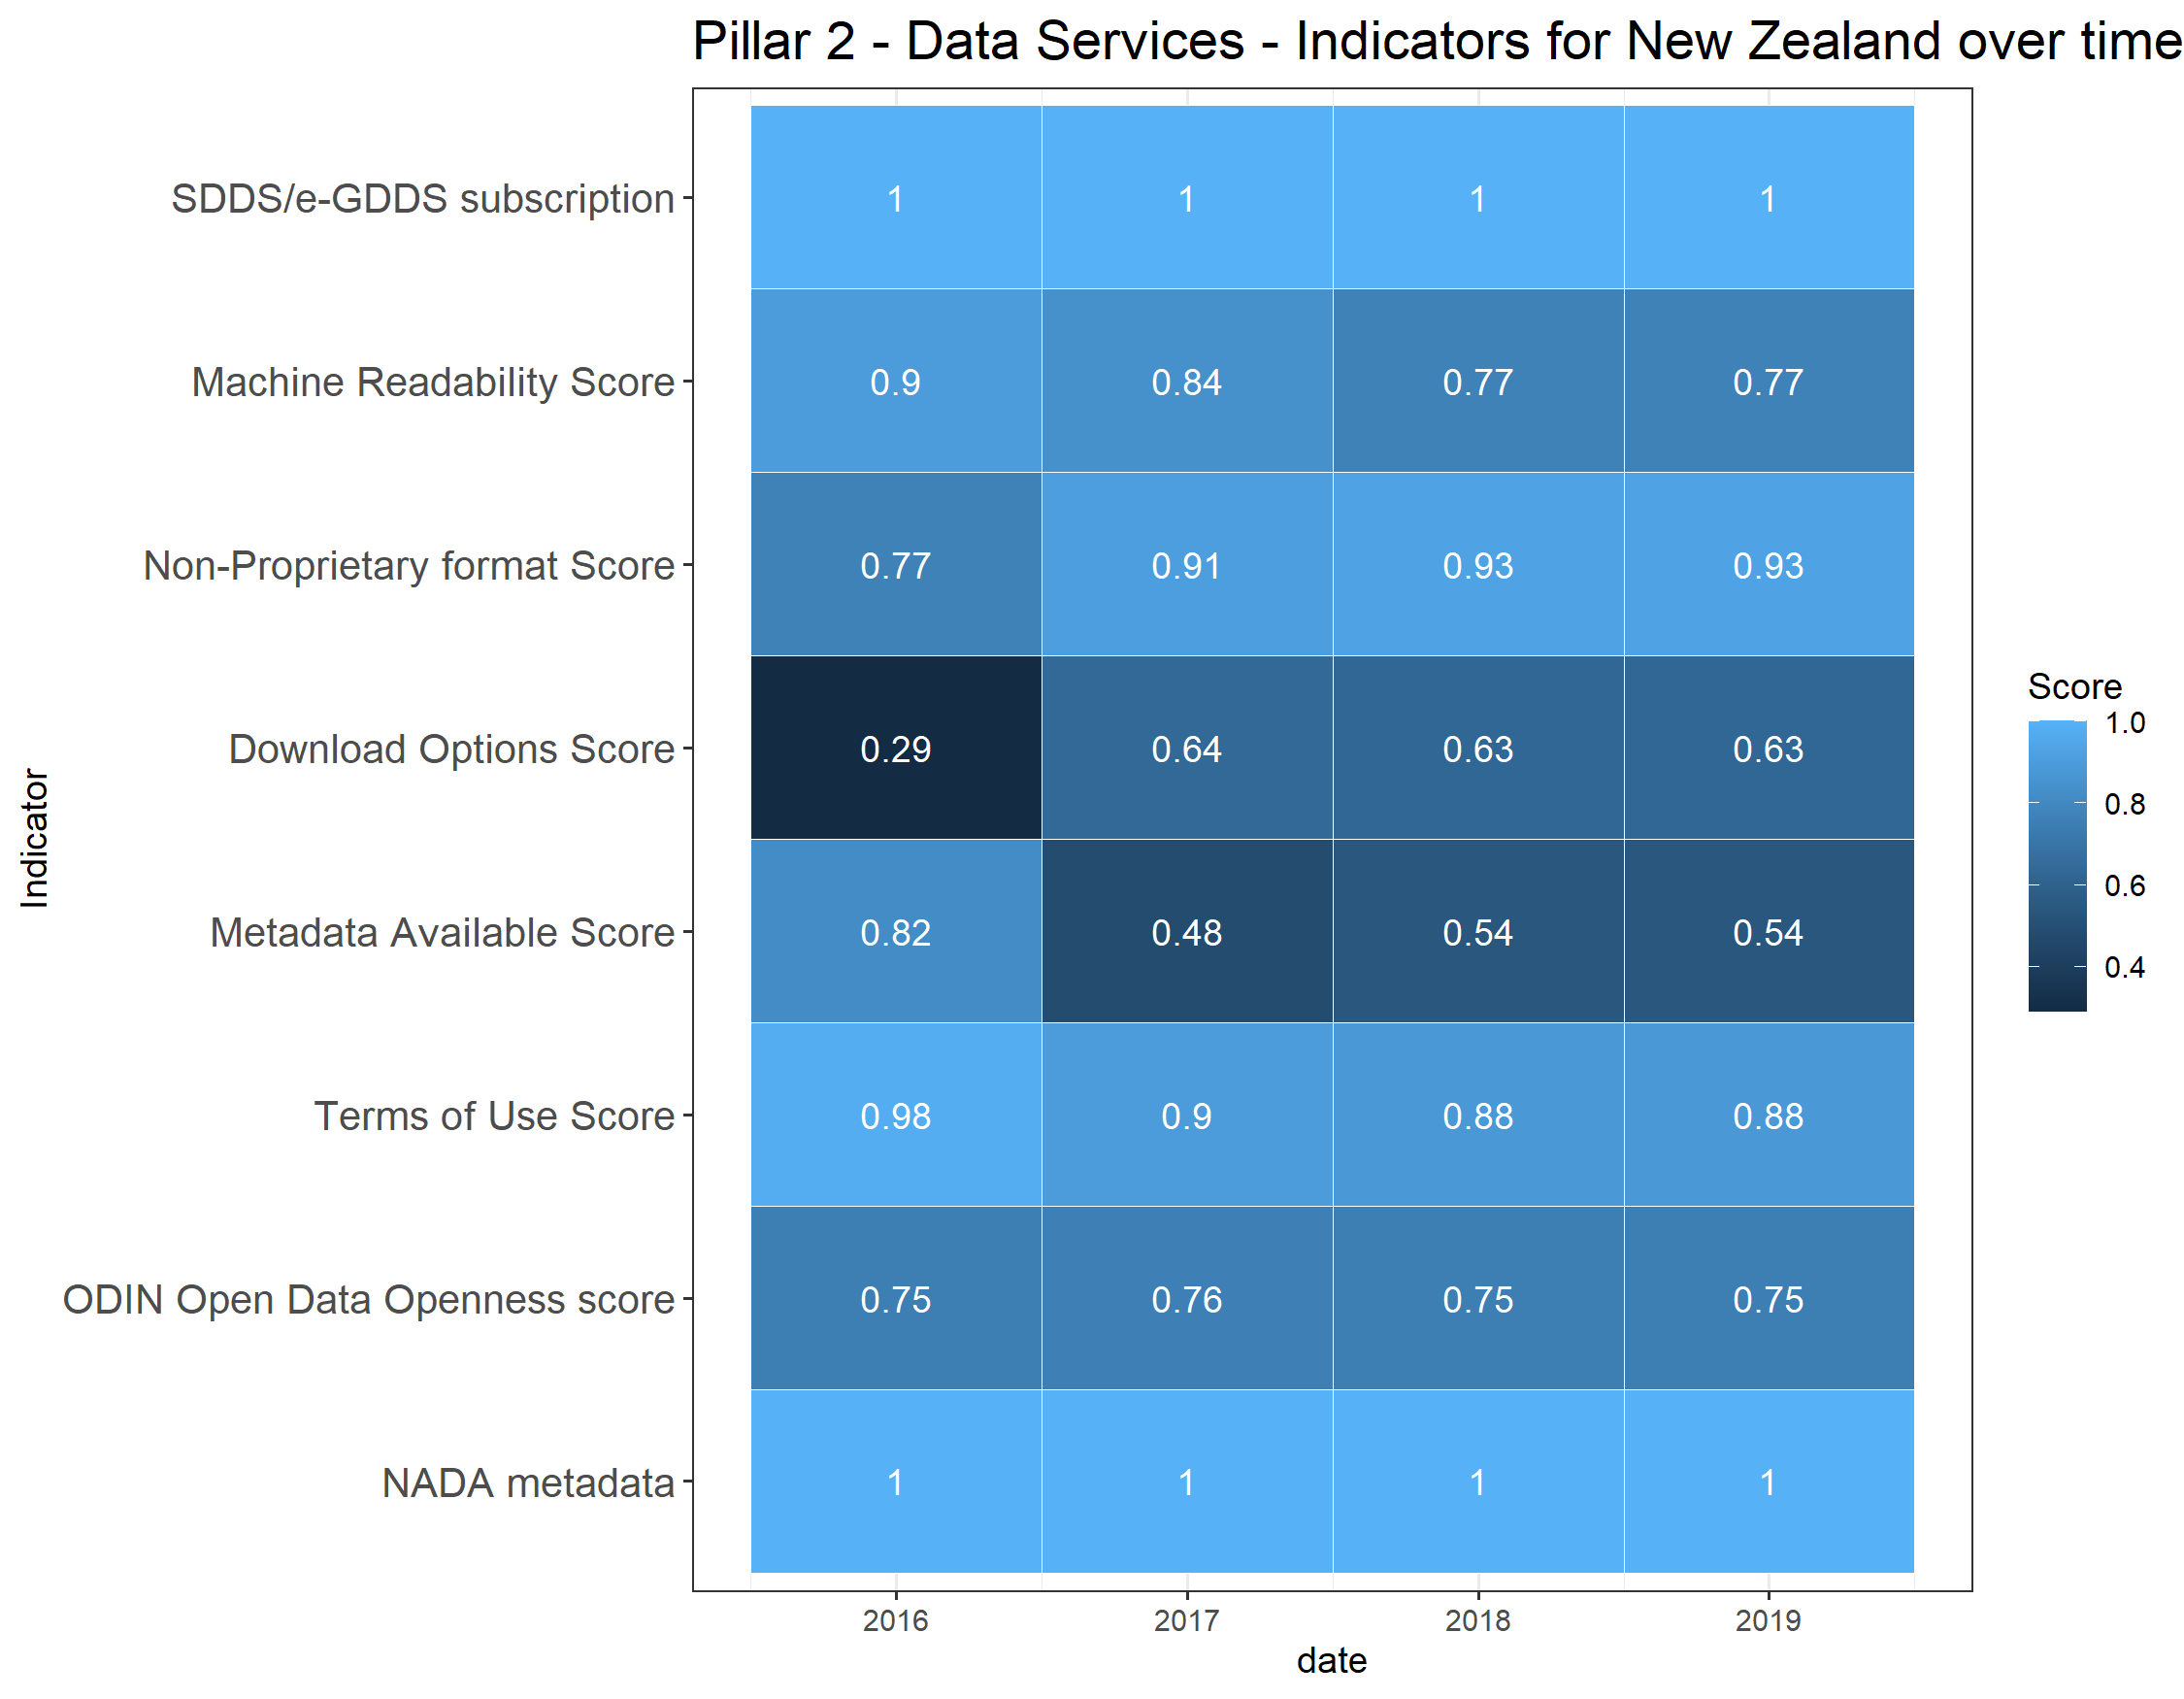 Pillar 2 - Data Services - Indicators for New Zealand over time
SDDS/e-GDDS subscription 1 1 1 1
Machine Readability Score 0.9 0.84 0.77 0.77
Non-Proprietary format Score 0.77 0.91 0.93 0.93
Download Options Score 0.29 0.64 0.63 0.63
Metadata Available Score 0.82 0.48 0.54 0.54
Terms of Use Score 0.98 0.9 0.88 0.88
ODIN Open Data Openness score 0.75 0.76 0.75 0.75
NADA metadata 1 1 1 1
2016 2017 2018 2019
date
Indicator
Score
1.0
0.8
0.6
0.4